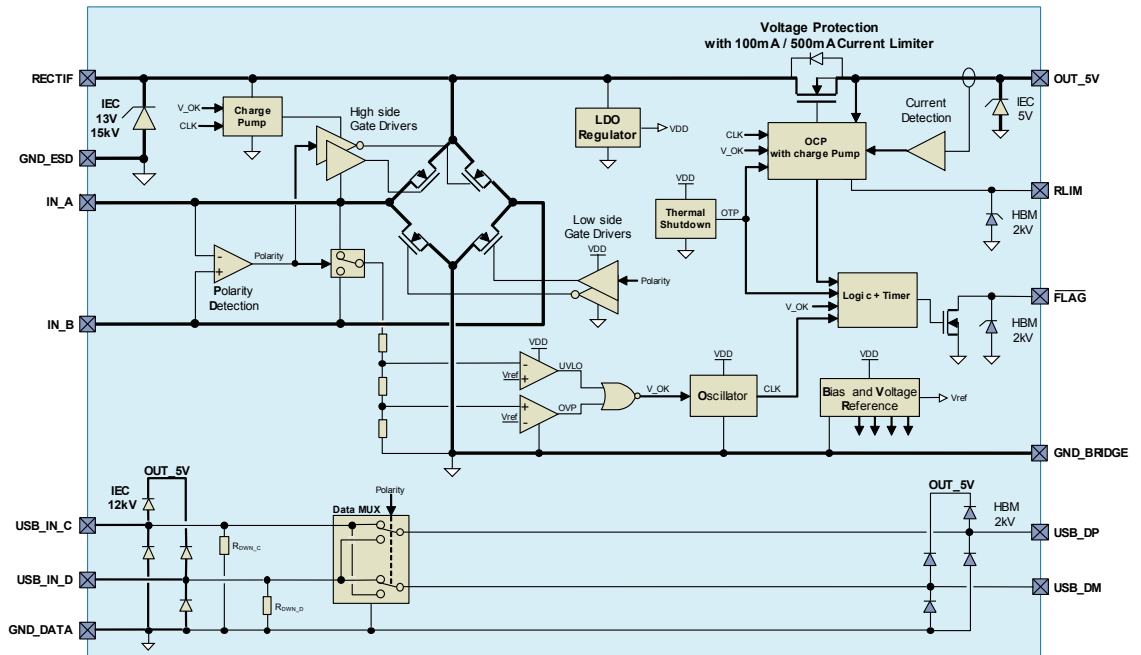 Voltage Protection
with 100mA / 500mA Current Limiter
RECTIF
OUT_5V
IEC
13V
15kV
V_OK
CLK
Charge
Pump
High side
Gate Drivers
LDO
Regulator
VDD
CLK
V_OK
OCP
with charge Pump
Current
Detection
IEC
5V
GND_ESD
IN_A
RLIM
VDD
Thermal
Shutdown
OTP
HBM
2kV
Low side
Gate Drivers
VDD
Polarity
-
+
Polarity
Polarity
Detection
Logic + Timer
V_OK
FLAG
HBM
2kV
IN_B
VDD
-
+
Vref
UVLO
+
-
Vref
OVP
V_OK
VDD
Oscillator
CLK
VDD
Bias and Voltage
Reference
Vref
GND_BRIDGE
OUT_5V
IEC
12kV
Polarity
Data MUX
OUT_5V
HBM
2kV
USB_IN_C
RDWN_C
USB_DP
USB_IN_D
RDWN_D
USB_DM
GND_DATA